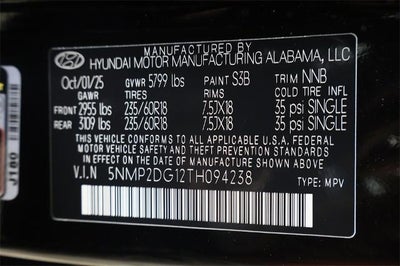 MANUFACTURED BY
HYUNDAI MOTOR MANUFACTURING ALABAMA, LLC
Oct/01/25 GVWR 5799 lbs PAINT S3B TRIM NNB
GAWR TIRES RIMS COLD TIRE INFL
FRONT 2955 lbs 235/60R18 7.5JX18 35 psi SINGLE
REAR 3109 lbs 235/60R18 7.5JX18 35 psi SINGLE
THIS VEHICLE CONFORMS TO ALL APPLICABLE U.S.A. FEDERAL
MOTOR VEHICLE SAFETY AND THEFT PREVENTION STANDARDS
IN EFFECT ON THE DATE OF MANUFACTURE SHOWN ABOVE.
V.I.N 5NMP2DG12TH094238 TYPE: MPV
J180